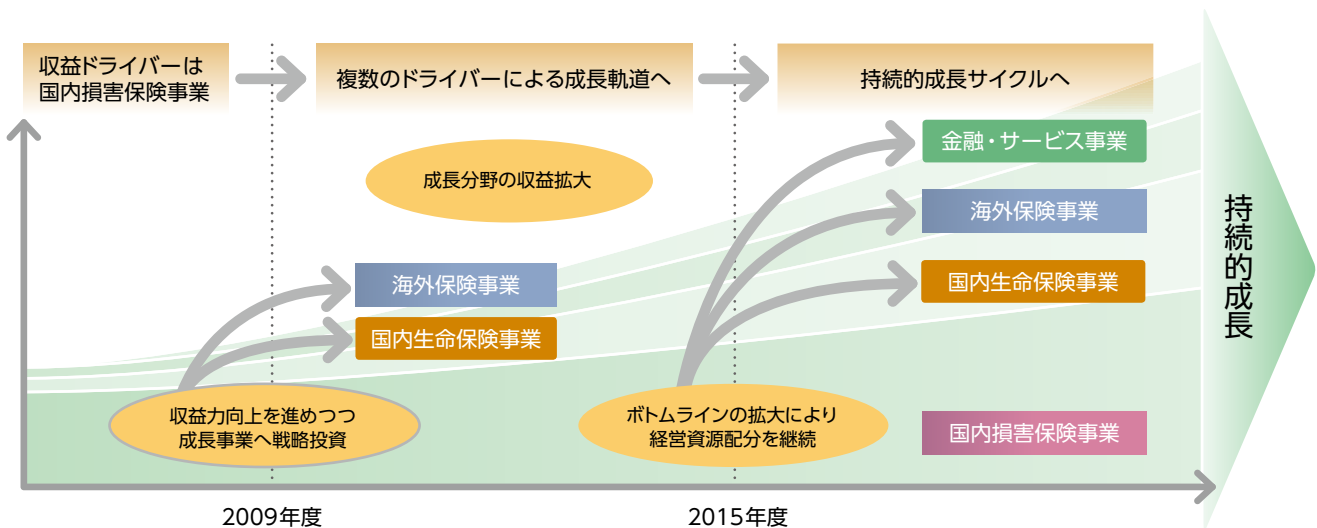 収益ドライバーは
国内損害保険事業
複数のドライバーによる成長軌道へ
持続的成長サイクルへ
金融・サービス事業
成長分野の収益拡大
海外保険事業
持続的成長
海外保険事業
国内生命保険事業
国内生命保険事業
収益力向上を進めつつ
成長事業へ戦略投資
ボトムラインの拡大により
経営資源配分を継続
国内損害保険事業
2009年度
2015年度